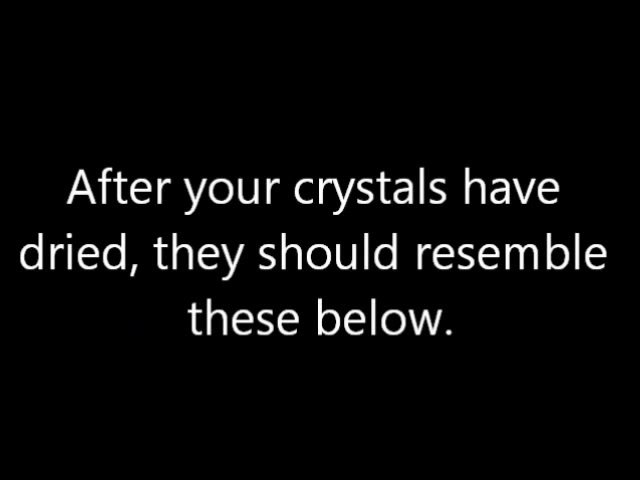 After your crystals have
dried, they should resemble
these below.